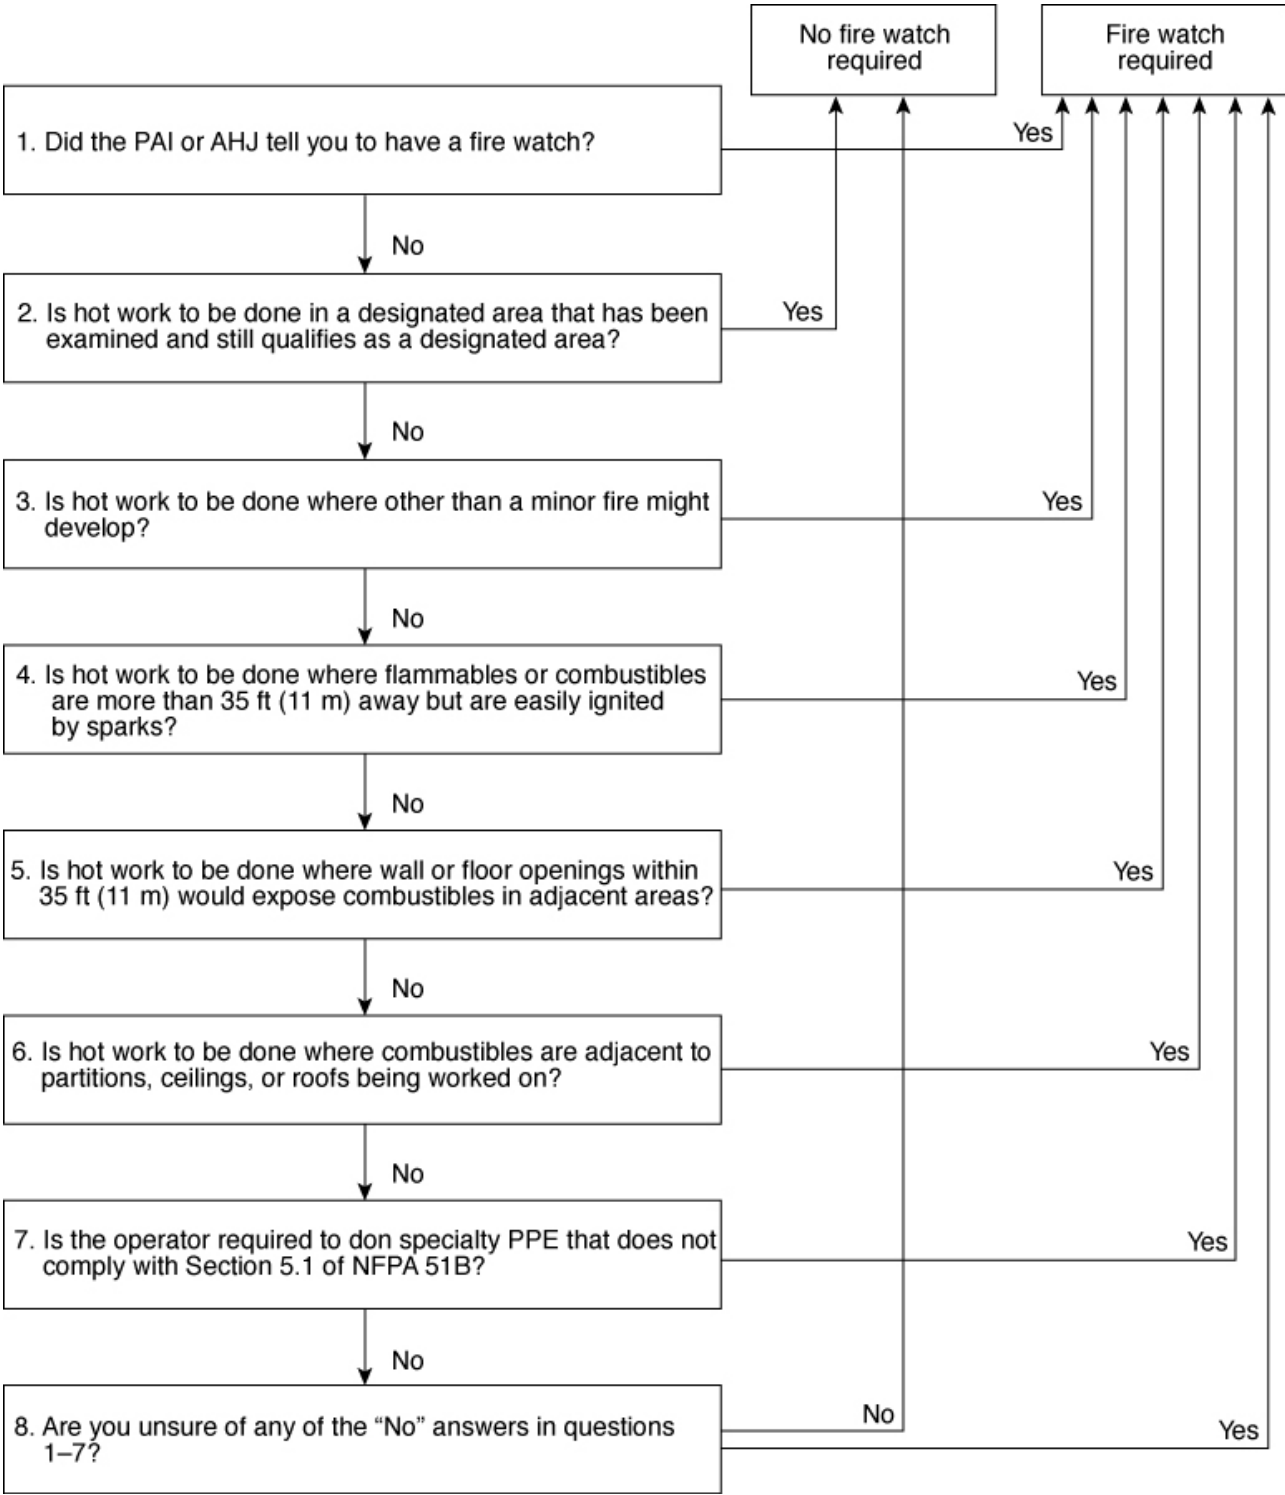 No fire watch
required
Fire watch
required
1. Did the PAI or AHJ tell you to have a fire watch?
Yes
No
2. Is hot work to be done in a designated area that has been
examined and still qualifies as a designated area?
Yes
No
3. Is hot work to be done where other than a minor fire might
develop?
Yes
No
4. Is hot work to be done where flammables or combustibles
are more than 35 ft (11 m) away but are easily ignited
by sparks?
Yes
No
5. Is hot work to be done where wall or floor openings within
35 ft (11 m) would expose combustibles in adjacent areas?
Yes
No
6. Is hot work to be done where combustibles are adjacent to
partitions, ceilings, or roofs being worked on?
Yes
No
7. Is the operator required to don specialty PPE that does not
comply with Section 5.1 of NFPA 51B?
Yes
No
8. Are you unsure of any of the “No” answers in questions
1–7?
No
Yes